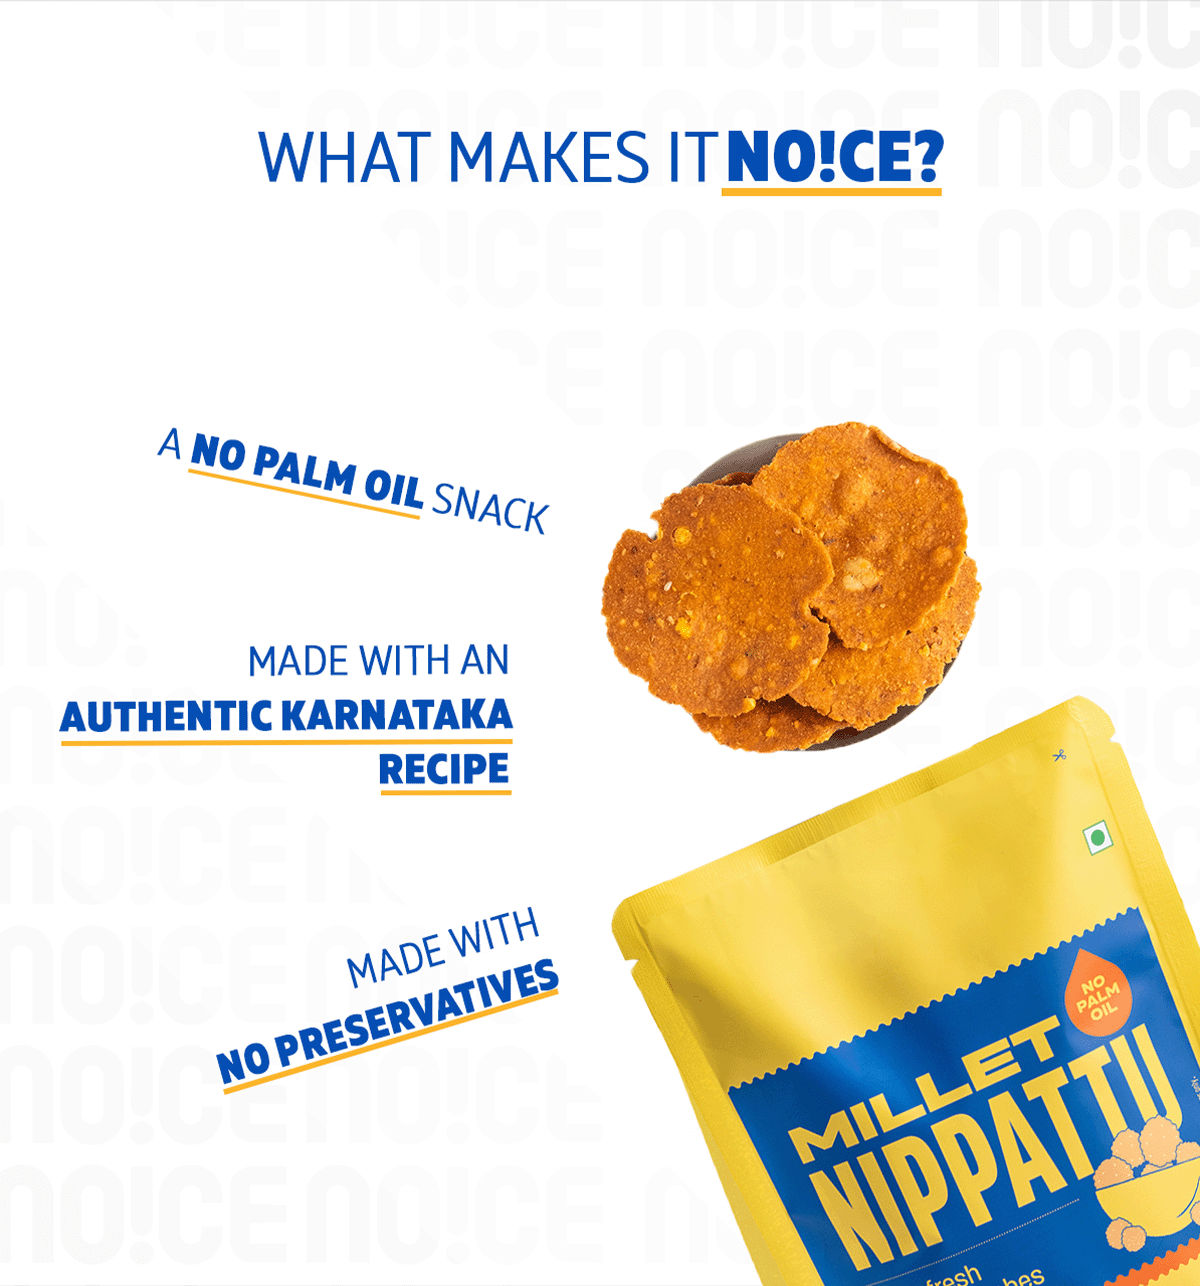 WHAT MAKES IT NO!CE?
A NO PALM OIL SNACK
MADE WITH AN
AUTHENTIC KARNATAKA
RECIPE
MADE WITH
NO PRESERVATIVES
NO
PALM
OIL
MILLET
NIPPATTU
fresh